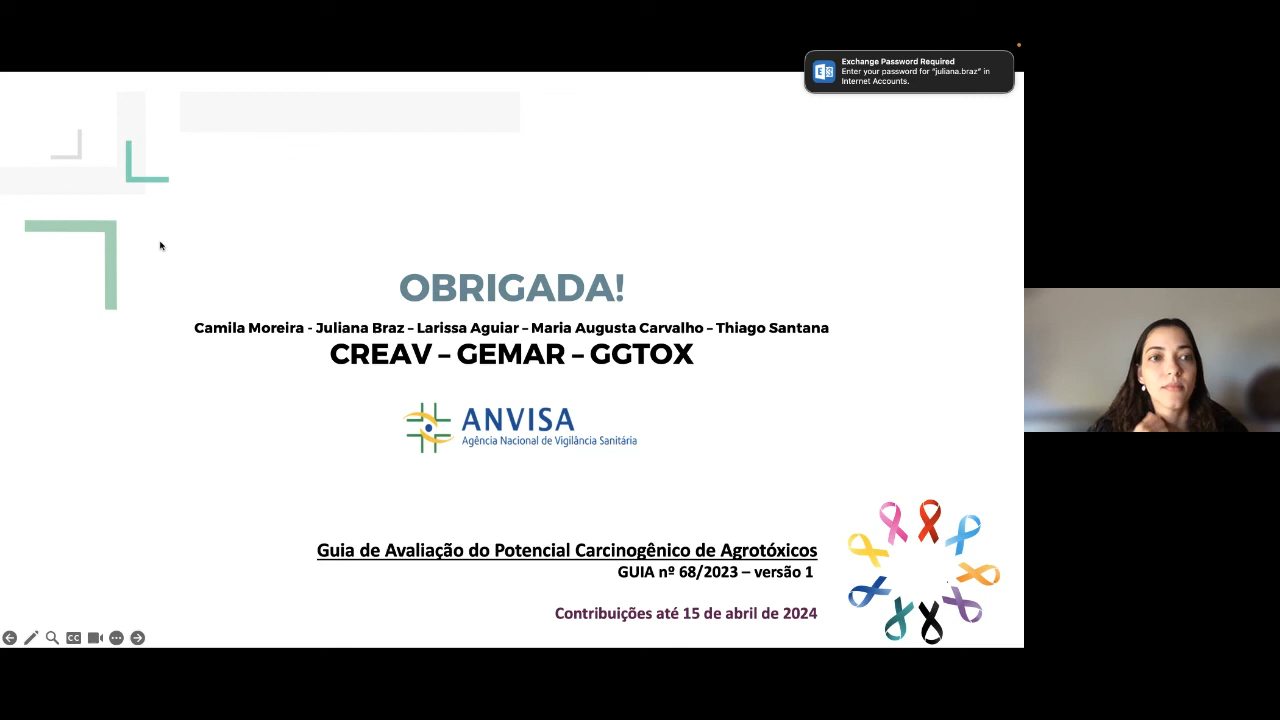 Exchange Password Required
Enter your password for "juliana.braz" in
Internet Accounts.
OBRIGADA!
Camila Moreira - Juliana Braz – Larissa Aguiar – Maria Augusta Carvalho – Thiago Santana
CREAV – GEMAR – GGTOX
ANVISA
Agência Nacional de Vigilância Sanitária
Guia de Avaliação do Potencial Carcinogênico de Agrotóxicos
GUIA nº 68/2023 – versão 1
Contribuições até 15 de abril de 2024
CC